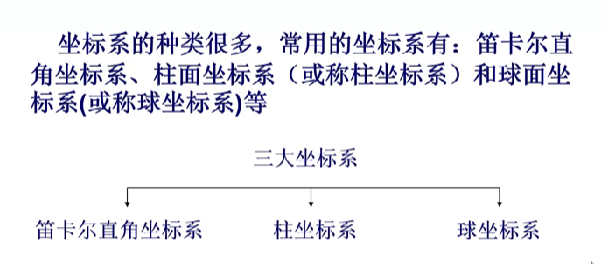 坐标系的种类很多，常用的坐标系有：笛卡尔直
角坐标系、柱面坐标系（或称柱坐标系）和球面坐
标系(或称球坐标系)等
三大坐标系
笛卡尔直角坐标系 柱坐标系 球坐标系